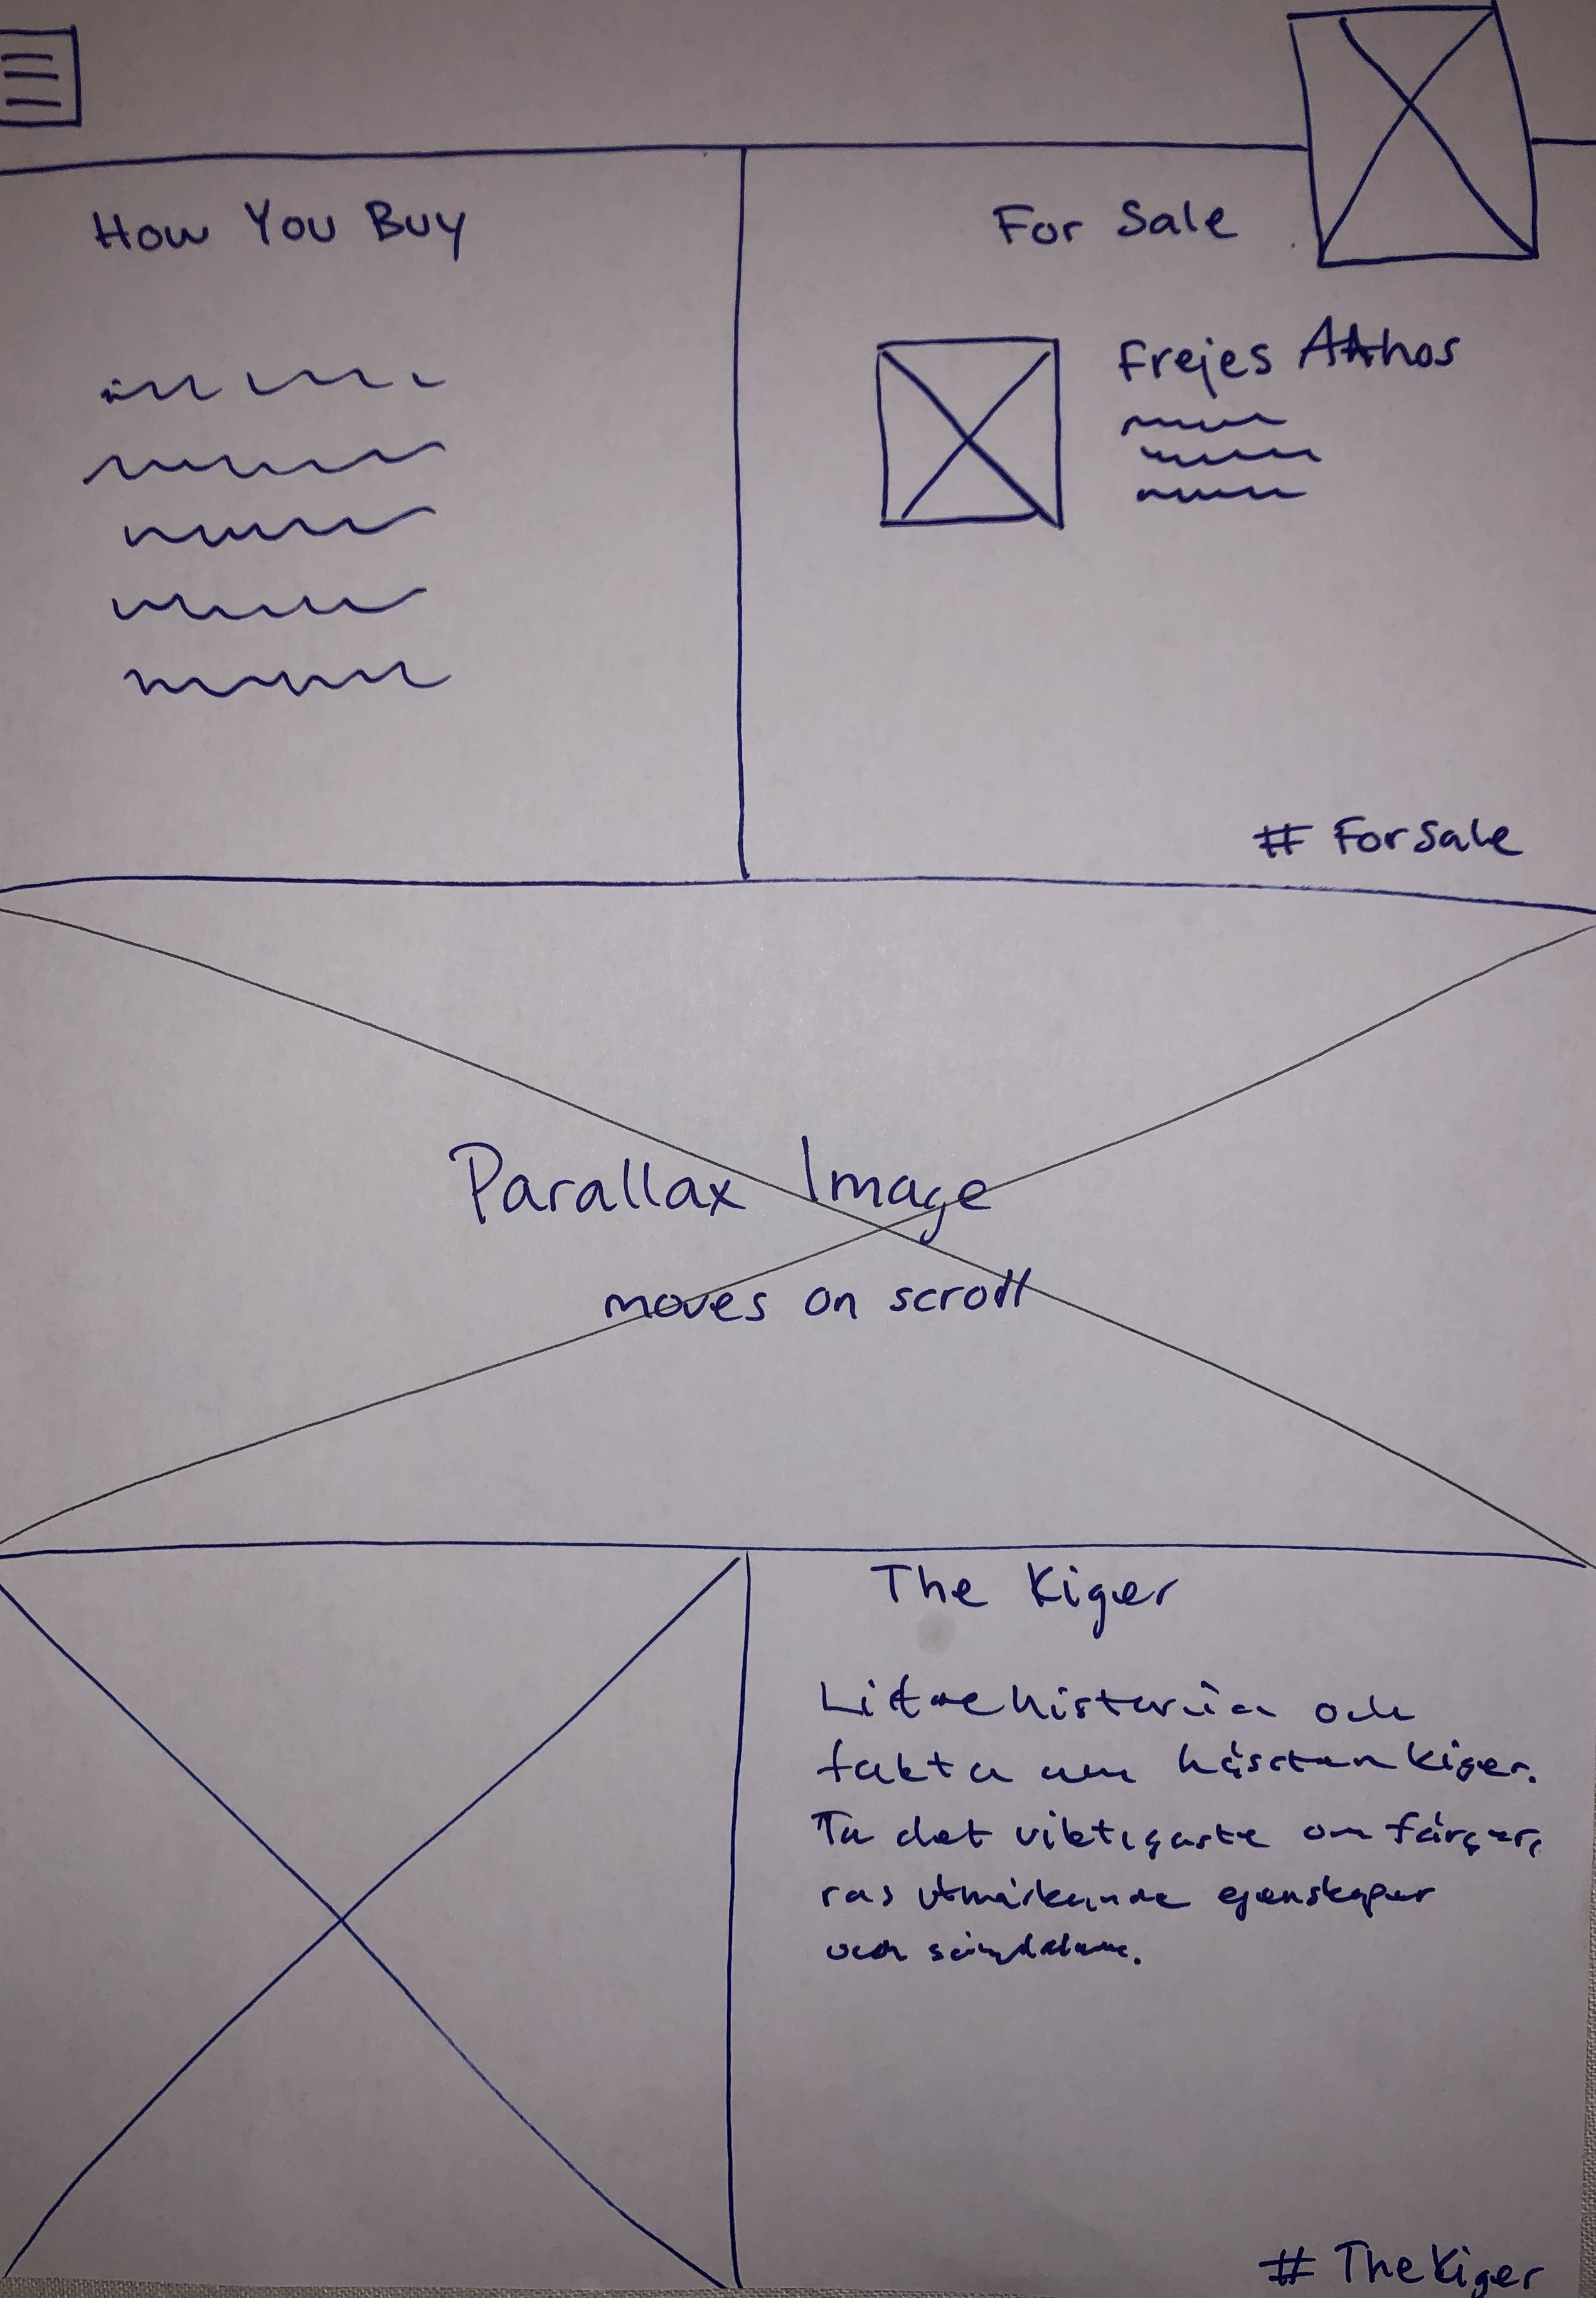 How You Buy
For Sale
Frejes Athos
# ForSale
Parallax Image
moves on scroll
The Kiger
Lite historia och
fakta om hästen kiger.
Ta det viktigaste om färger,
ras utmärkande egenskaper
och
# TheKiger